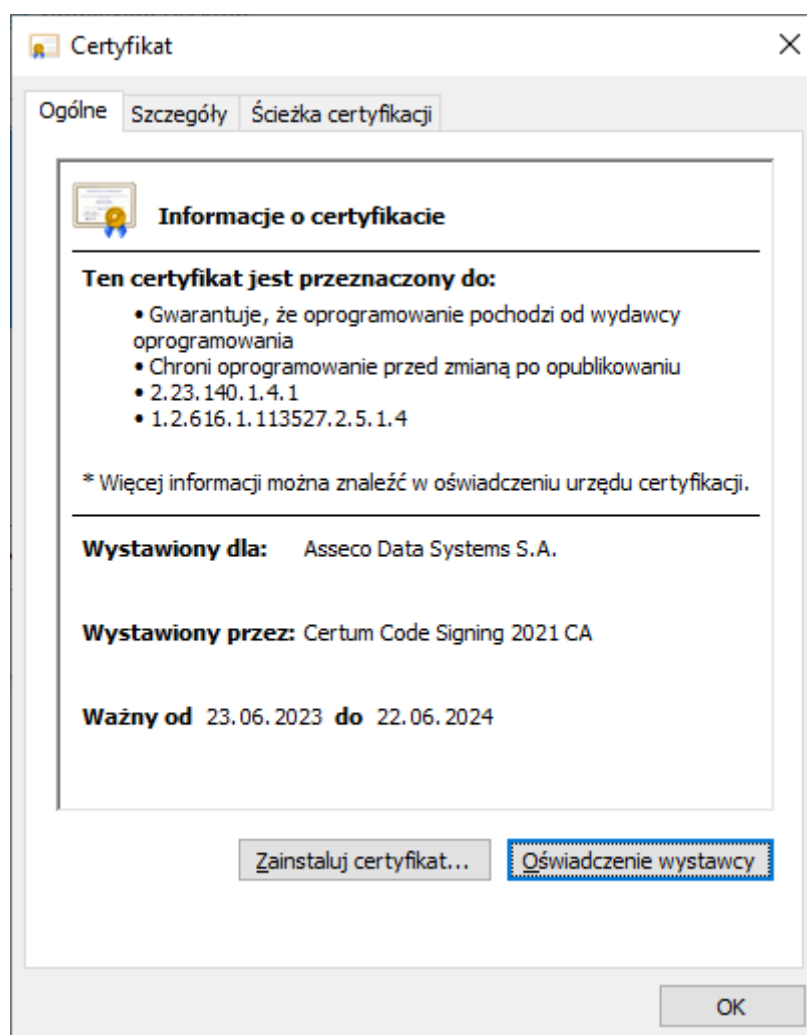 Certyfikat
Ogólne
Szczegóły
Ścieżka certyfikacji
Informacje o certyfikacie
Ten certyfikat jest przeznaczony do:
• Gwarantuje, że oprogramowanie pochodzi od wydawcy
oprogramowania
• Chroni oprogramowanie przed zmianą po opublikowaniu
• 2.23.140.1.4.1
• 1.2.616.1.113527.2.5.1.4
* Więcej informacji można znaleźć w oświadczeniu urzędu certyfikacji.
Wystawiony dla: Asseco Data Systems S.A.
Wystawiony przez: Certum Code Signing 2021 CA
Ważny od 23.06.2023 do 22.06.2024
Zainstaluj certyfikat...
Oświadczenie wystawcy
OK